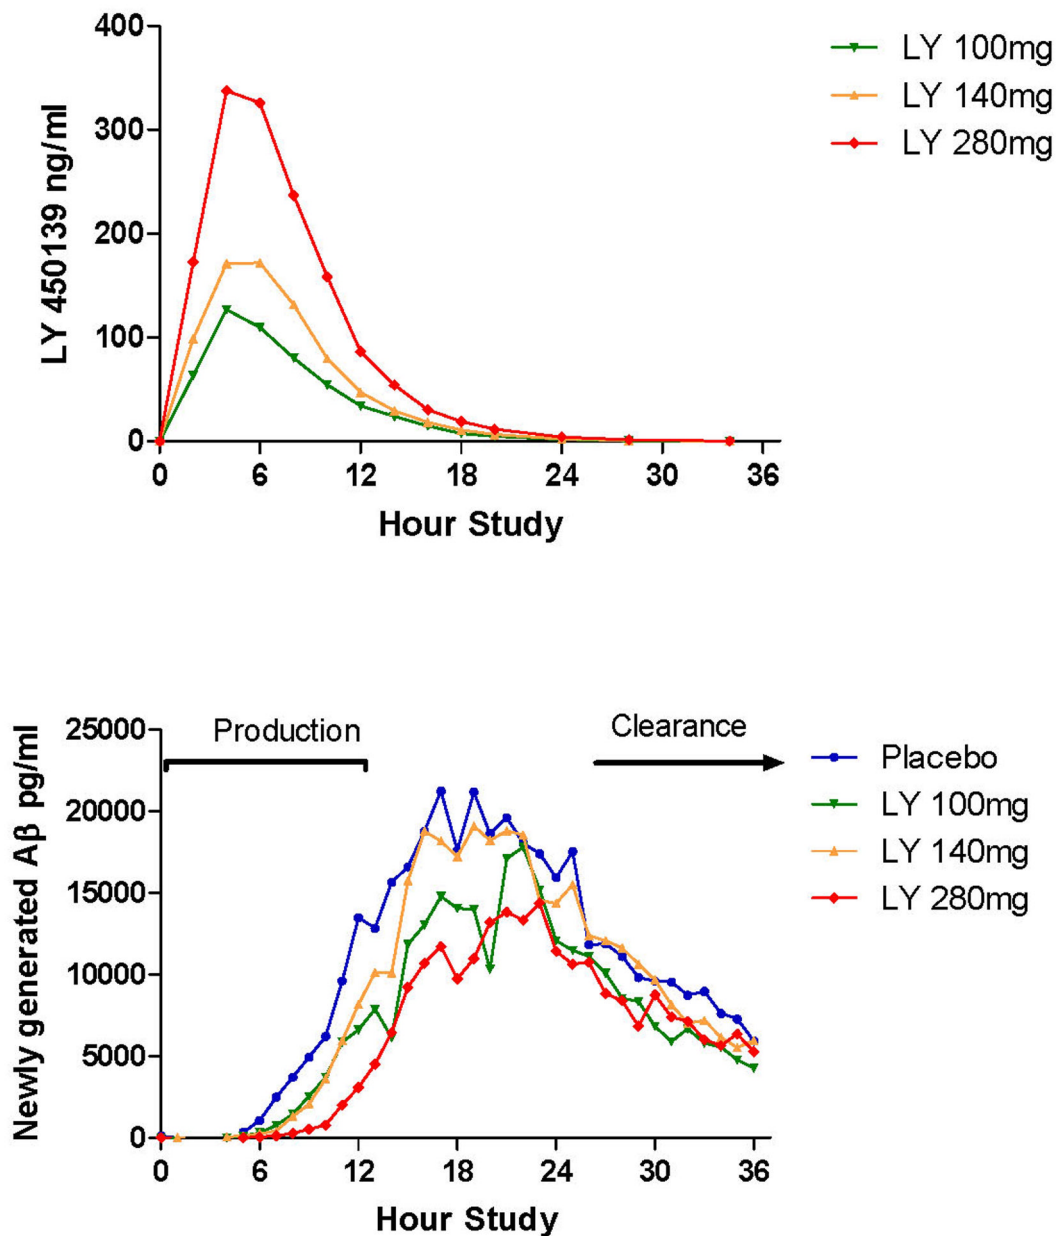 400
300
200
100
0
LY 450139 ng/ml
0 6 12 18 24 30 36
Hour Study
LY 100mg
LY 140mg
LY 280mg
25000
20000
15000
10000
5000
0
Newly generated Aβ pg/ml
Production
Clearance
0 6 12 18 24 30 36
Hour Study
Placebo
LY 100mg
LY 140mg
LY 280mg